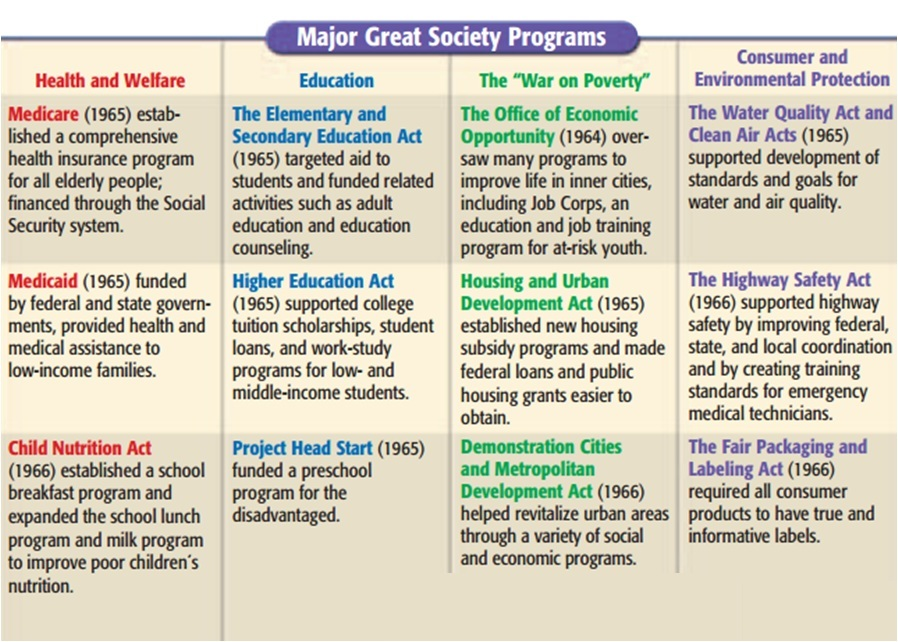 Major Great Society Programs
Health and Welfare
Medicare (1965) estab-
lished a comprehensive
health insurance program
for all elderly people;
financed through the Social
Security system.
Medicaid (1965) funded
by federal and state govern-
ments, provided health and
medical assistance to
low-income families.
Child Nutrition Act
(1966) established a school
breakfast program and
expanded the school lunch
program and milk program
to improve poor children's
nutrition.
Education
The Elementary and
Secondary Education Act
(1965) targeted aid to
students and funded related
activities such as adult
education and education
counseling.
Higher Education Act
(1965) supported college
tuition scholarships, student
loans, and work-study
programs for low- and
middle-income students.
Project Head Start (1965)
funded a preschool
program for the
disadvantaged.
The "War on Poverty"
The Office of Economic
Opportunity (1964) over-
saw many programs to
improve life in inner cities,
including Job Corps, an
education and job training
program for at-risk youth.
Housing and Urban
Development Act (1965)
established new housing
subsidy programs and made
federal loans and public
housing grants easier to
obtain.
Demonstration Cities
and Metropolitan
Development Act (1966)
helped revitalize urban areas
through a variety of social
and economic programs.
Consumer and
Environmental Protection
The Water Quality Act and
Clean Air Acts (1965)
supported development of
standards and goals for
water and air quality.
The Highway Safety Act
(1966) supported highway
safety by improving federal,
state, and local coordination
and by creating training
standards for emergency
medical technicians.
The Fair Packaging and
Labeling Act (1966)
required all consumer
products to have true and
informative labels.